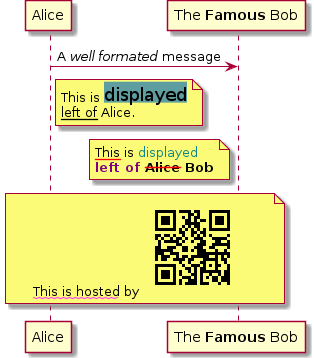 Alice
The Famous Bob
A well formated message
This is displayed
left of Alice.
This is displayed
left of Alice Bob
This is hosted by
Alice
The Famous Bob